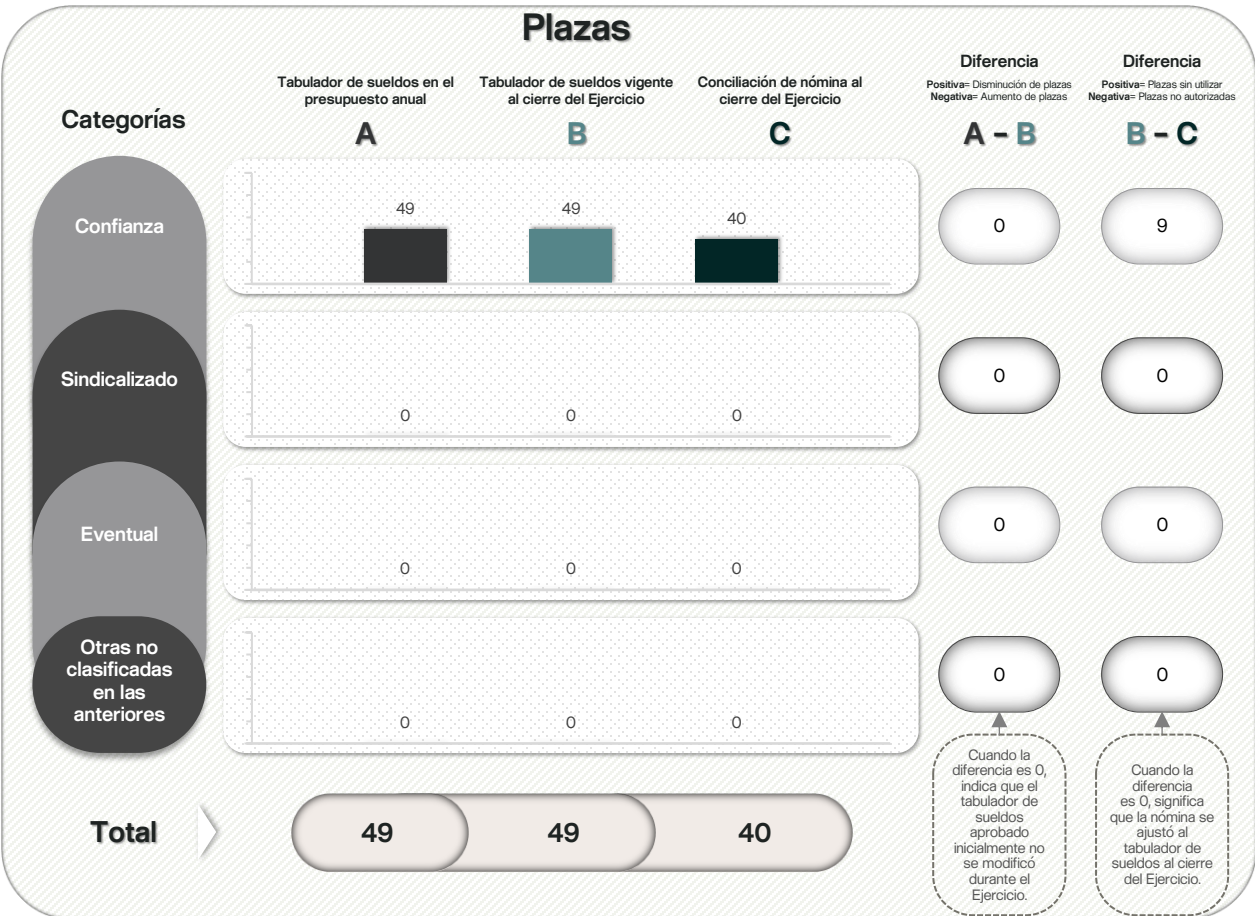 Plazas
Categorías
Tabulador de sueldos en el
presupuesto anual
A
Tabulador de sueldos vigente
al cierre del Ejercicio
B
Conciliación de nómina al
cierre del Ejercicio
C
Diferencia
Positiva= Disminución de plazas
Negativa= Aumento de plazas
A – B
Diferencia
Positiva= Plazas sin utilizar
Negativa= Plazas no autorizadas
B – C
Confianza
49
49
40
0
9
Sindicalizado
0
0
0
0
0
Eventual
0
0
0
0
0
Otras no
clasificadas
en las
anteriores
0
0
0
0
0
Total
49
49
40
Cuando la
diferencia es 0,
indica que el
tabulador de
sueldos
aprobado
inicialmente no
se modificó
durante el
Ejercicio.
Cuando la
diferencia
es 0, significa
que la nómina se
ajustó al
tabulador de
sueldos al cierre
del Ejercicio.